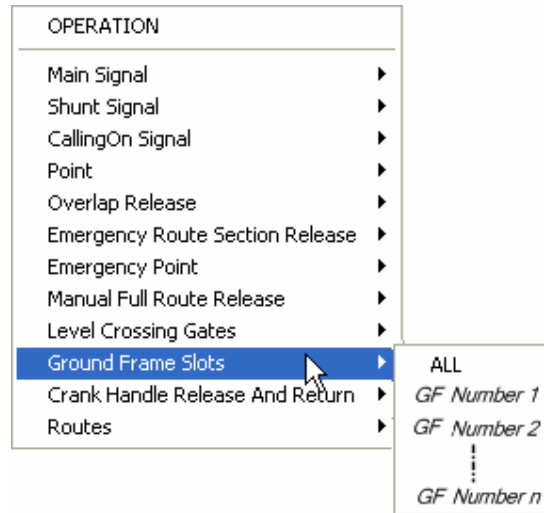 OPERATION
Main Signal
Shunt Signal
CallingOn Signal
Point
Overlap Release
Emergency Route Section Release
Emergency Point
Manual Full Route Release
Level Crossing Gates
Ground Frame Slots
Crank Handle Release And Return
Routes
ALL
GF Number 1
GF Number 2
GF Number n